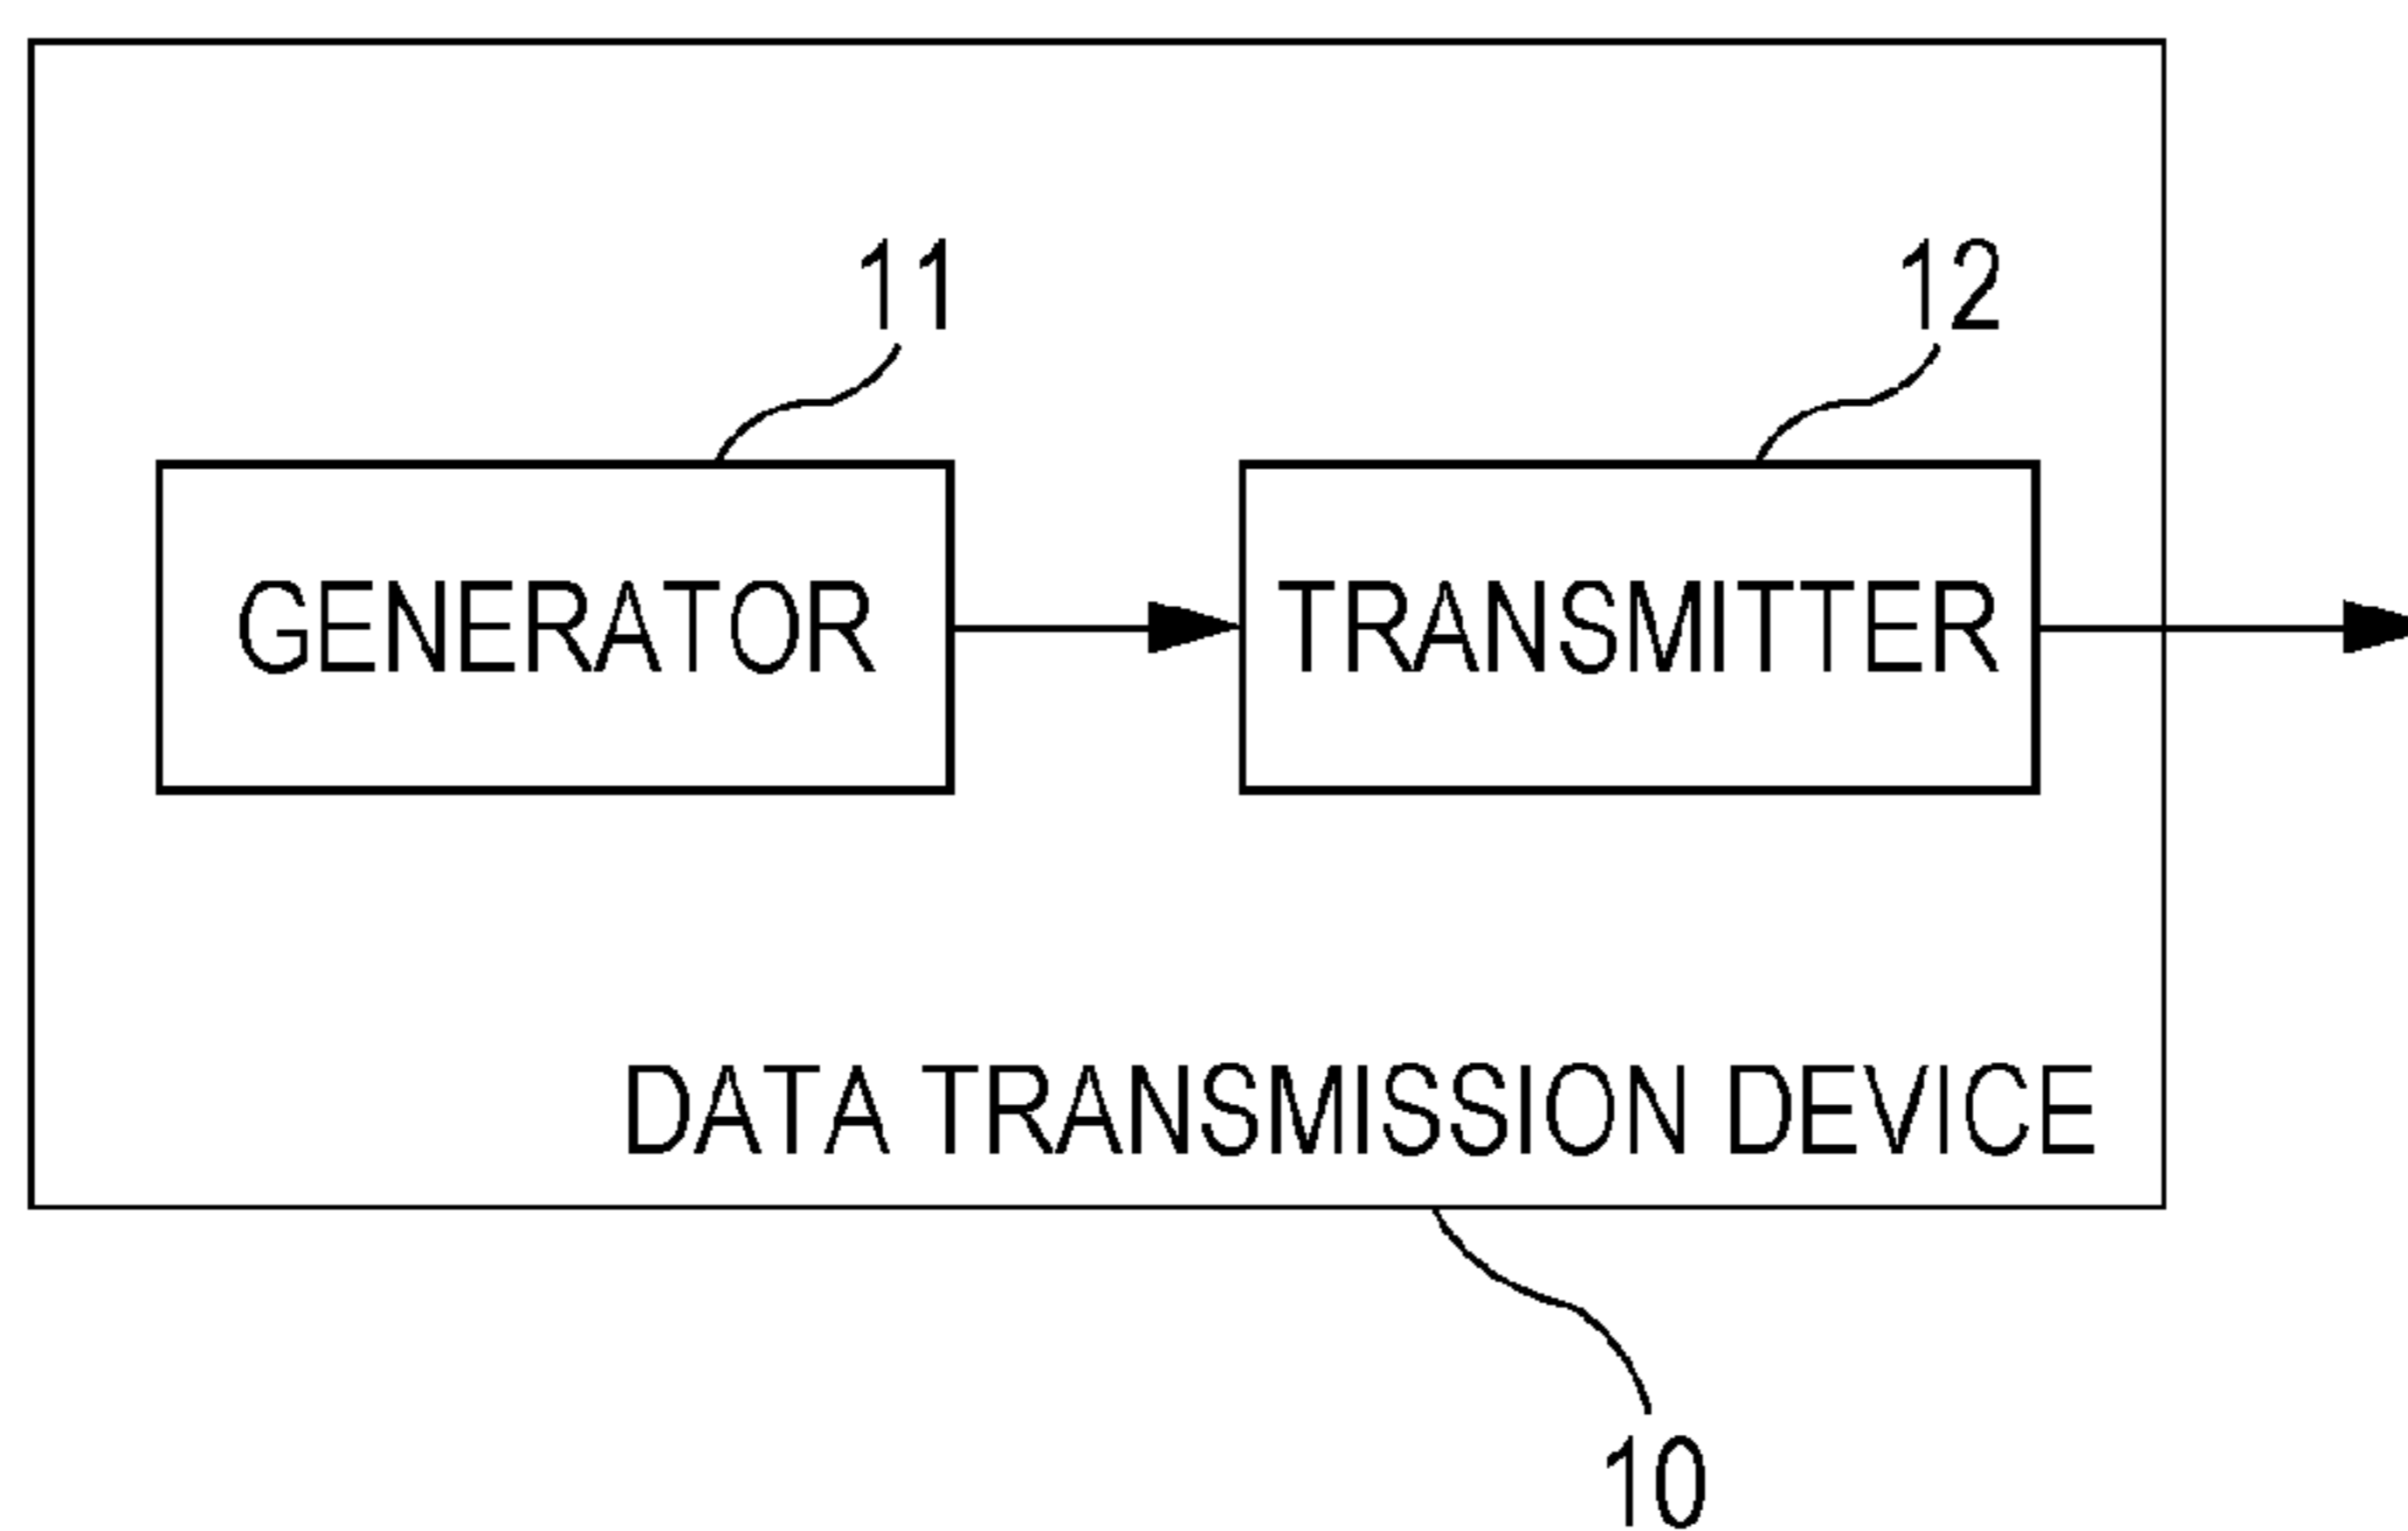 11
12
GENERATOR
TRANSMITTER
DATA TRANSMISSION DEVICE
10